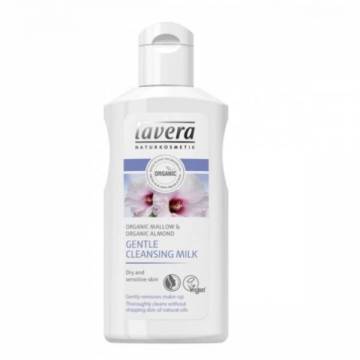 lavera
NATURKOSMETIK
ORGANIC
ORGANIC MALLOW &
ORGANIC ALMOND
GENTLE
CLEANSING MILK
Dry and
sensitive skin
Vegan
Gently removes make-up
Thoroughly cleans without
stripping skin of natural oils